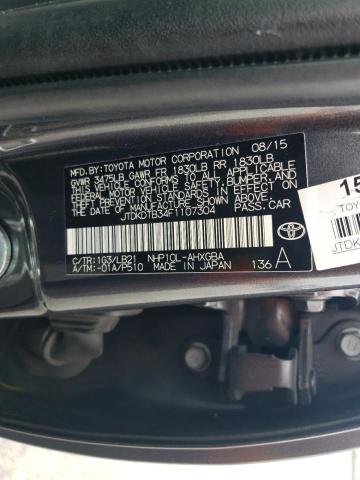 MFD.BY:TOYOTA MOTOR CORPORATION 08/15
GVWR 3475LB GAWR FR 1830LB RR 1830LB
THIS VEHICLE CONFORMS TO ALL APPLICABLE
FEDERAL MOTOR VEHICLE SAFETY, BUMPER, AND
THEFT PREVENTION STANDARDS IN EFFECT ON
THE DATE OF MANUFACTURE SHOWN ABOVE.
JTDKDTB34F1107304 PASS.CAR
C/TR:1G3/LB21 NHP10L-AHXGBA
A/TM:-01A/P510 MADE IN JAPAN 136 A
15
TOY
JTDK